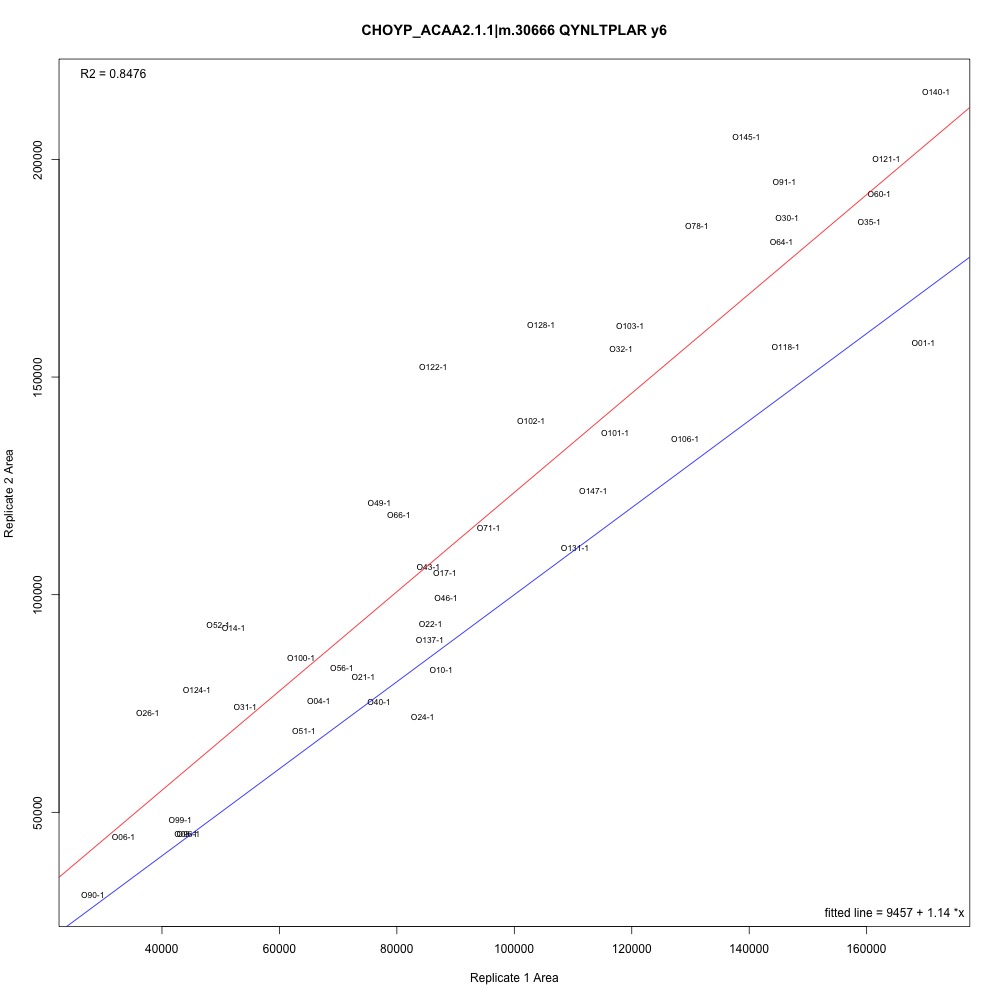 CHOYP_ACAA2.1.1|m.30666 QYNLTPLAR y6
R2 = 0.8476
O140-1
O145-1
O121-1
O91-1
O60-1
O30-1
O35-1
O78-1
O64-1
O128-1
O103-1
O01-1
O32-1
O118-1
O122-1
O102-1
O101-1
O106-1
O147-1
O49-1
O66-1
O71-1
O131-1
O43-1
O17-1
O46-1
O52-1
O14-1
O22-1
O137-1
O100-1
O56-1
O10-1
O21-1
O124-1
O04-1
O40-1
O31-1
O26-1
O24-1
O51-1
O99-1
O06-1
O90-1
fitted line = 9457 + 1.14 *x
200000
150000
100000
50000
Replicate 2 Area
40000 60000 80000 100000 120000 140000 160000
Replicate 1 Area